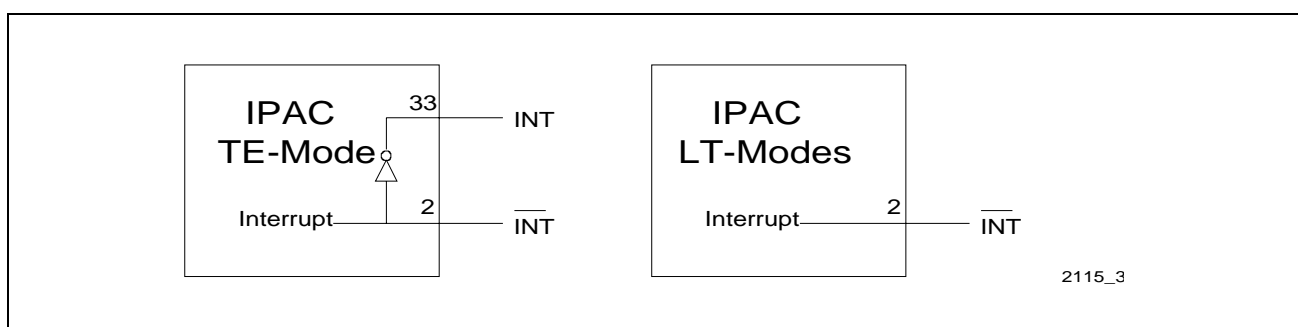 IPAC
TE-Mode
33
INT
Interrupt
2
INT
IPAC
LT-Modes
Interrupt
2
INT
2115_3